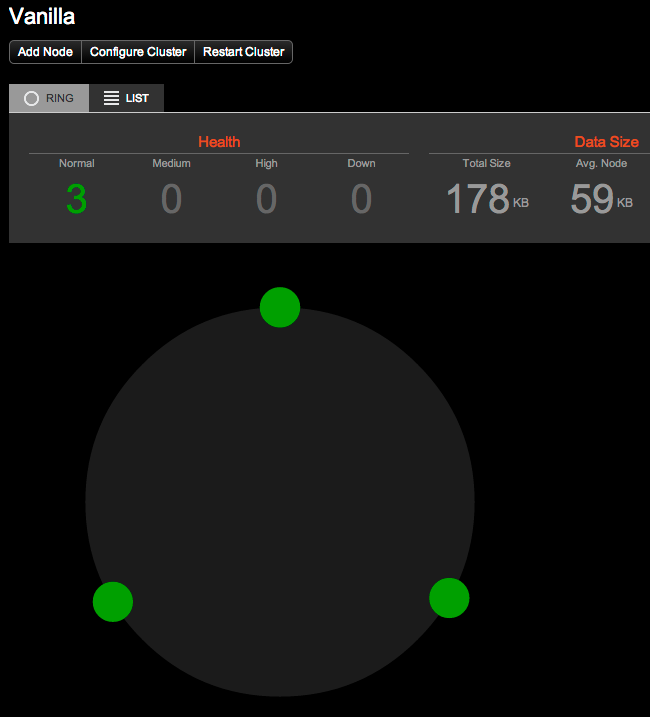 Vanilla
Add Node Configure Cluster Restart Cluster
RING LIST
Health Data Size
Normal Medium High Down Total Size Avg. Node
3 0 0 0 178 KB 59 KB